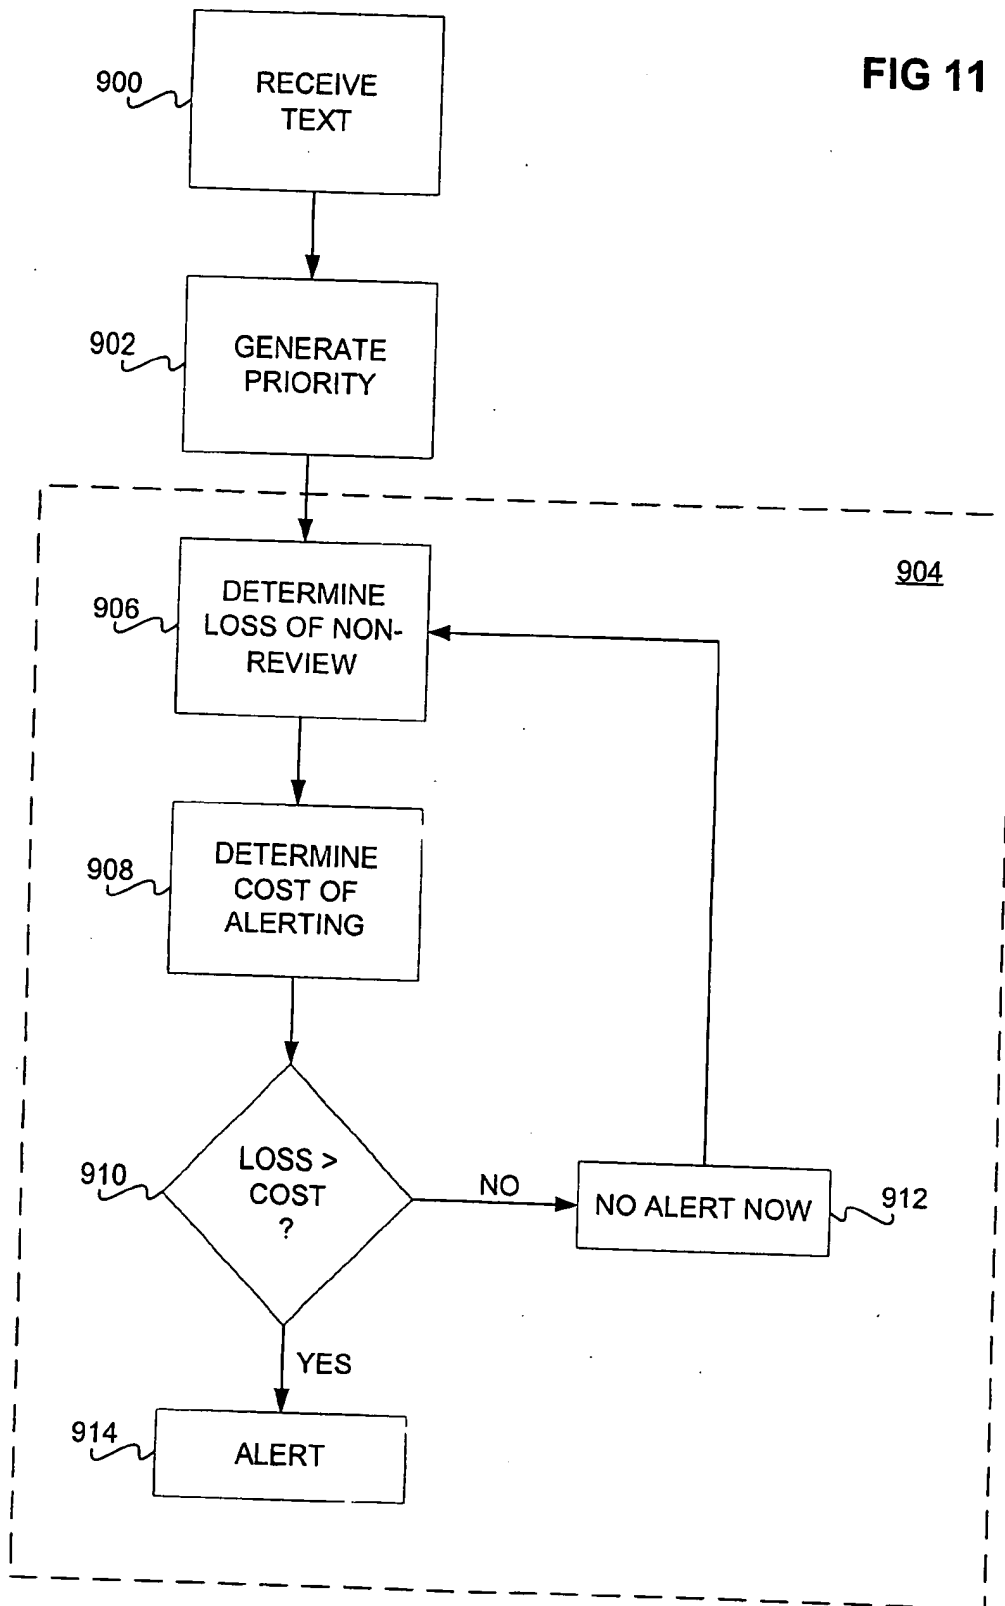 FIG 11
900
RECEIVE
TEXT
902
GENERATE
PRIORITY
904
906
DETERMINE
LOSS OF NON-
REVIEW
908
DETERMINE
COST OF
ALERTING
910
LOSS >
COST
?
NO
NO ALERT NOW
912
YES
914
ALERT